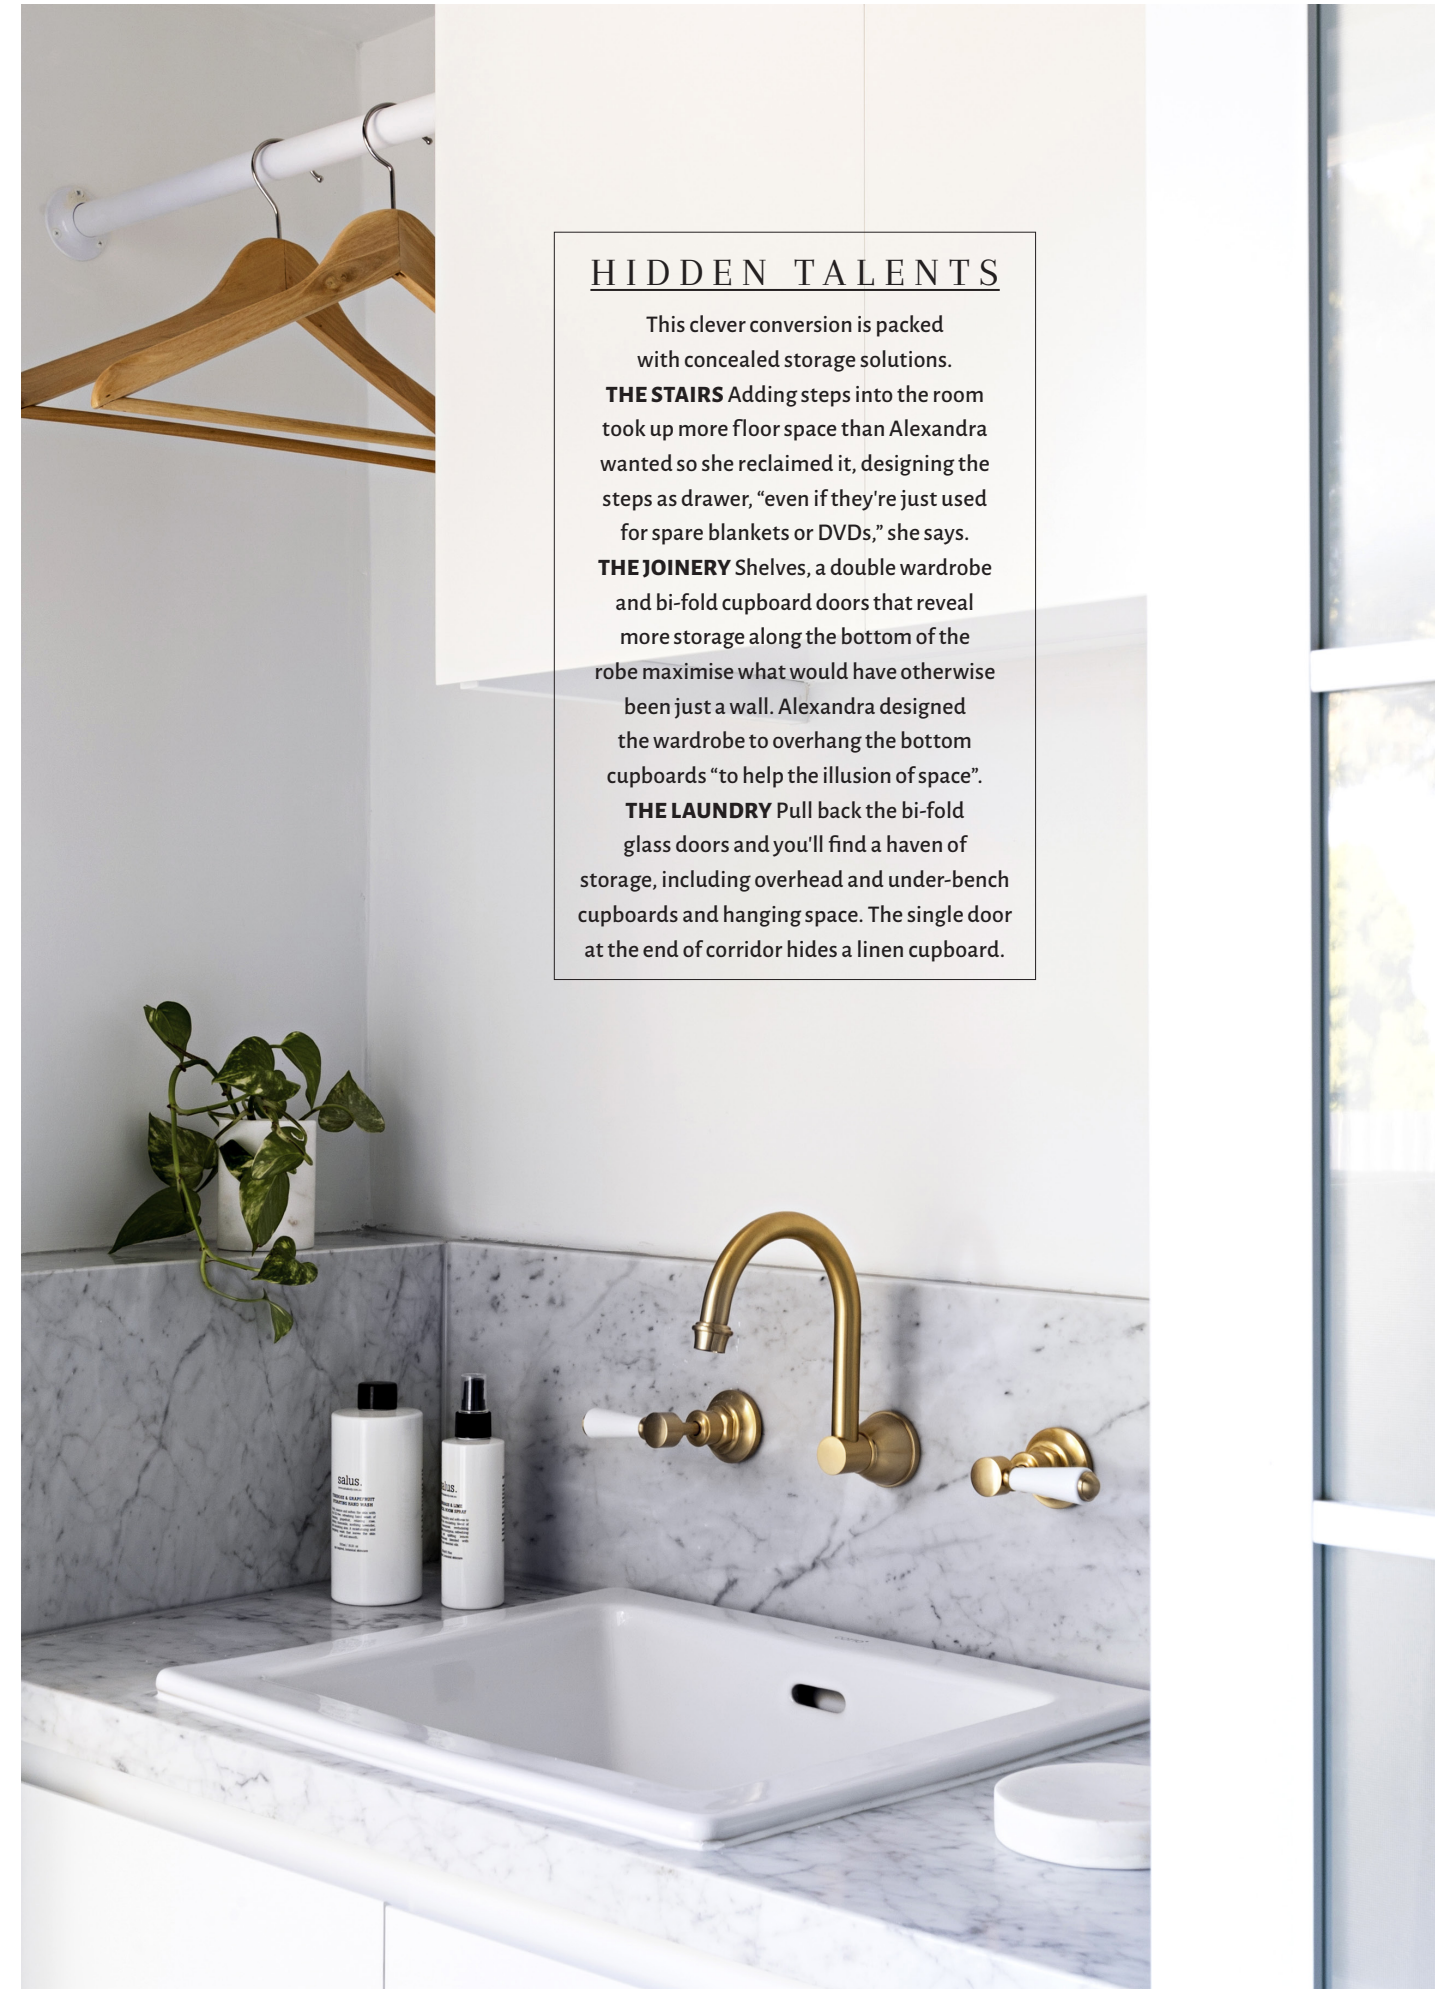 HIDDEN TALENTS
This clever conversion is packed
with concealed storage solutions.
THE STAIRS Adding steps into the room
took up more floor space than Alexandra
wanted so she reclaimed it, designing the
steps as drawer, “even if they're just used
for spare blankets or DVDs,” she says.
THE JOINERY Shelves, a double wardrobe
and bi-fold cupboard doors that reveal
more storage along the bottom of the
robe maximise what would have otherwise
been just a wall. Alexandra designed
the wardrobe to overhang the bottom
cupboards “to help the illusion of space”.
THE LAUNDRY Pull back the bi-fold
glass doors and you'll find a haven of
storage, including overhead and under-bench
cupboards and hanging space. The single door
at the end of corridor hides a linen cupboard.
salus.
& GRAPEFRUIT
HAND WASH
& LIME
ROOM SPRAY